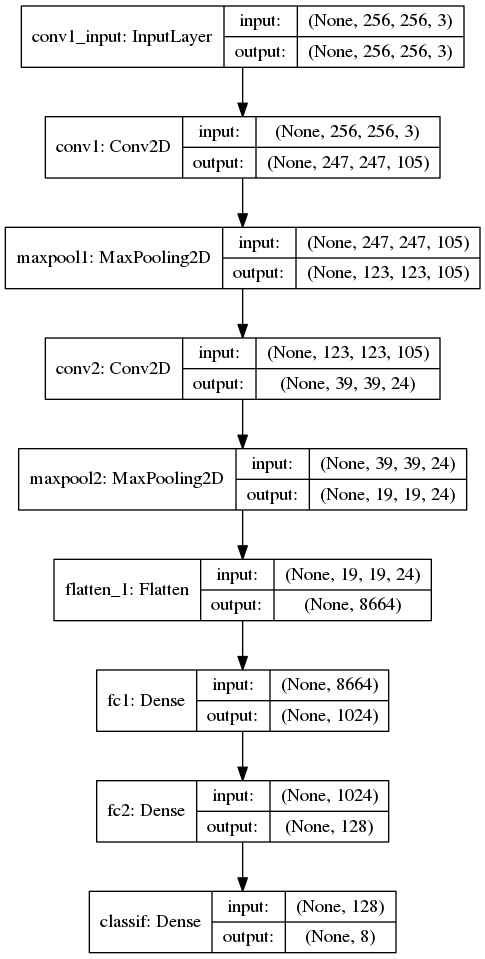 conv1_input: InputLayer
input: (None, 256, 256, 3)
output: (None, 256, 256, 3)
conv1: Conv2D
input: (None, 256, 256, 3)
output: (None, 247, 247, 105)
maxpool1: MaxPooling2D
input: (None, 247, 247, 105)
output: (None, 123, 123, 105)
conv2: Conv2D
input: (None, 123, 123, 105)
output: (None, 39, 39, 24)
maxpool2: MaxPooling2D
input: (None, 39, 39, 24)
output: (None, 19, 19, 24)
flatten_1: Flatten
input: (None, 19, 19, 24)
output: (None, 8664)
fc1: Dense
input: (None, 8664)
output: (None, 1024)
fc2: Dense
input: (None, 1024)
output: (None, 128)
classif: Dense
input: (None, 128)
output: (None, 8)